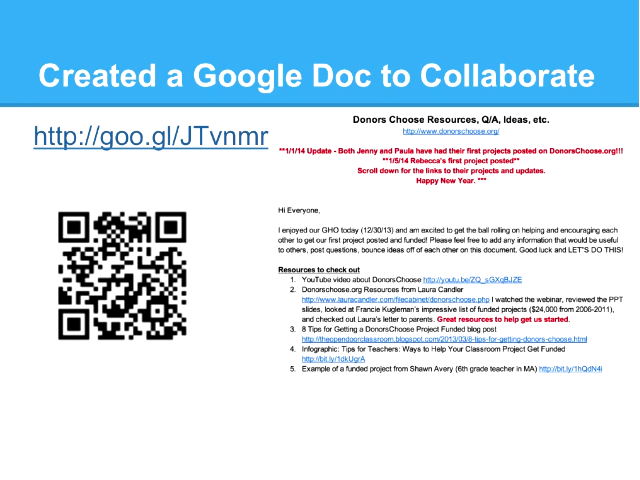 Created a Google Doc to Collaborate
http://goo.gl/JTvnmr
Donors Choose Resources, Q/A, Ideas, etc.
http://www.donorschoose.org/
**1/1/14 Update - Both Jenny and Paula have had their first projects posted on DonorsChoose.org!!!
**1/5/14 Rebecca's first project posted**
Scroll down for the links to their projects and updates.
Happy New Year. ***
Hi Everyone,
I enjoyed our GHO today (12/30/13) and am excited to get the ball rolling on helping and encouraging each
other to get our first project posted and funded! Please feel free to add any information that would be useful
to others, post questions, bounce ideas off of each other on this document. Good luck and LET"S DO THIS!
Resources to check out
1. YouTube video about DonorsChoose http://youtu.be/ZQ_sGXqBJZE
2. Donorschoose.org Resources from Laura Candler
http://www.lauracandler.com/filecabinet/donorschoose.php I watched the webinar, reviewed the PPT
slides, looked at Francie Kugleman's impressive list of funded projects ($24,000 from 2006-2011),
and checked out Laura's letter to parents. Great resources to help get us started.
3. 8 Tips for Getting a DonorsChoose Project Funded blog post
http://theopendoorclassroom.blogspot.com/2013/03/8-tips-for-getting-donors-choose.html
4. Infographic: Tips for Teachers: Ways to Help Your Classroom Project Get Funded
http://bit.ly/1dkUgrA
5. Example of a funded project from Shawn Avery (6th grade teacher in MA) http://bit.ly/1hQdN4i